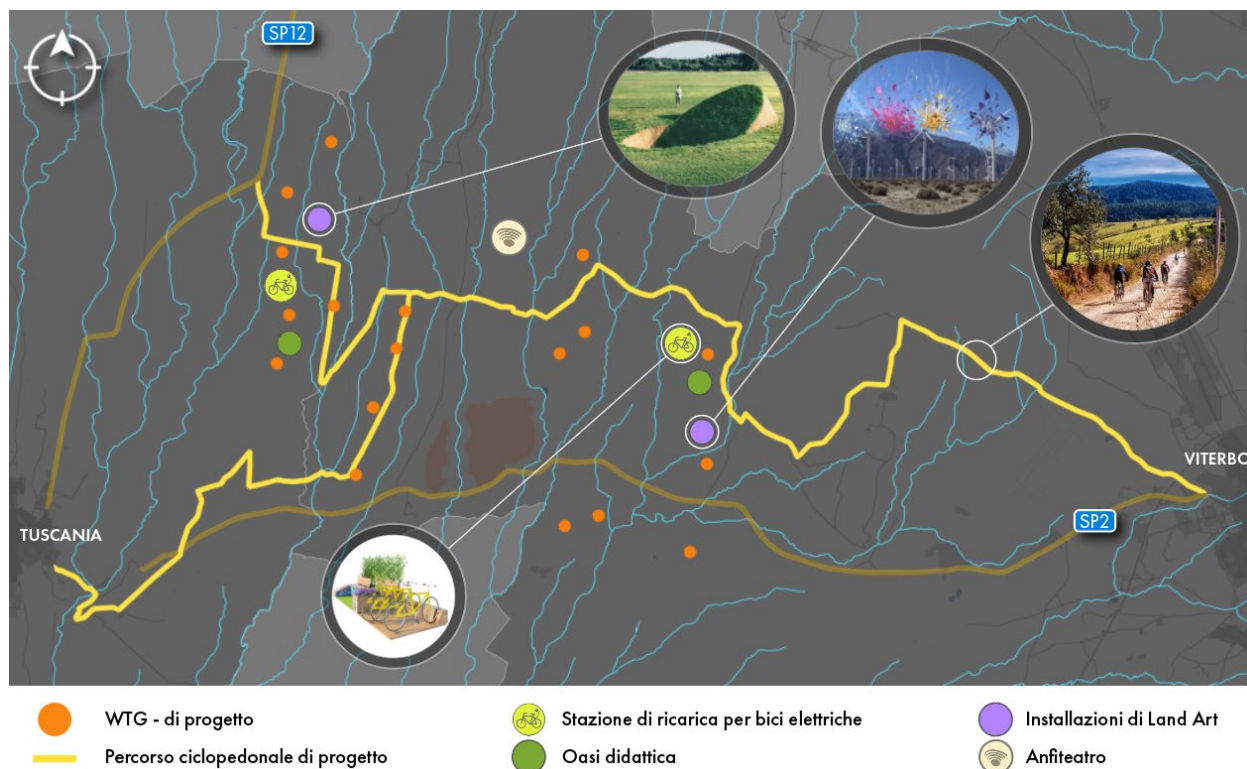 SP12
VITERBO
SP2
TUSCANIA
WTG - di progetto
Stazione di ricarica per bici elettriche
Installazioni di Land Art
Percorso ciclopedonale di progetto
Oasi didattica
Anfiteatro